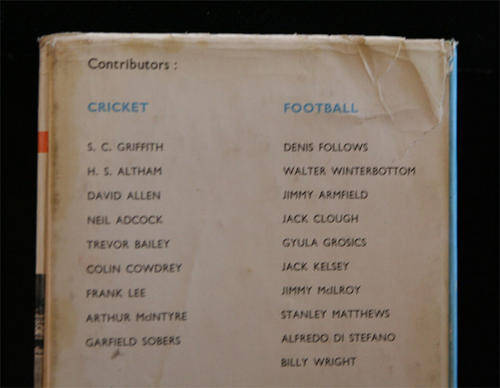 Contributors :
CRICKET
S. C. GRIFFITH
H. S. ALTHAM
DAVID ALLEN
NEIL ADCOCK
TREVOR BAILEY
COLIN COWDREY
FRANK LEE
ARTHUR McINTYRE
GARFIELD SOBERS
FOOTBALL
DENIS FOLLOWS
WALTER WINTERBOTTOM
JIMMY ARMFIELD
JACK CLOUGH
GYULA GROSICS
JACK KELSEY
JIMMY McILROY
STANLEY MATTHEWS
ALFREDO DI STEFANO
BILLY WRIGHT